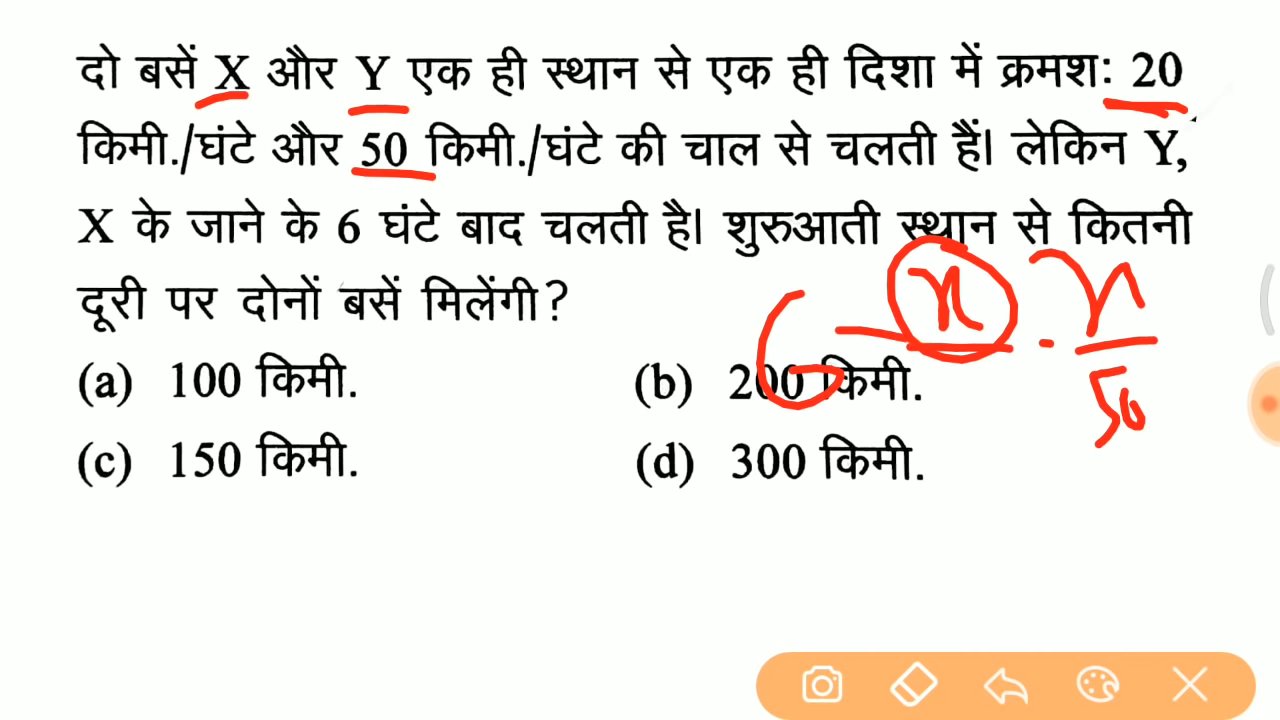 दो बसें X और Y एक ही स्थान से एक ही दिशा में क्रमश: 20
किमी./घंटे और 50 किमी./घंटे की चाल से चलती हैं। लेकिन Y,
X के जाने के 6 घंटे बाद चलती है। शुरुआती स्थान से कितनी
दूरी पर दोनों बसें मिलेंगी?
(a) 100 किमी. (b) 200 किमी.
(c) 150 किमी. (d) 300 किमी.
50